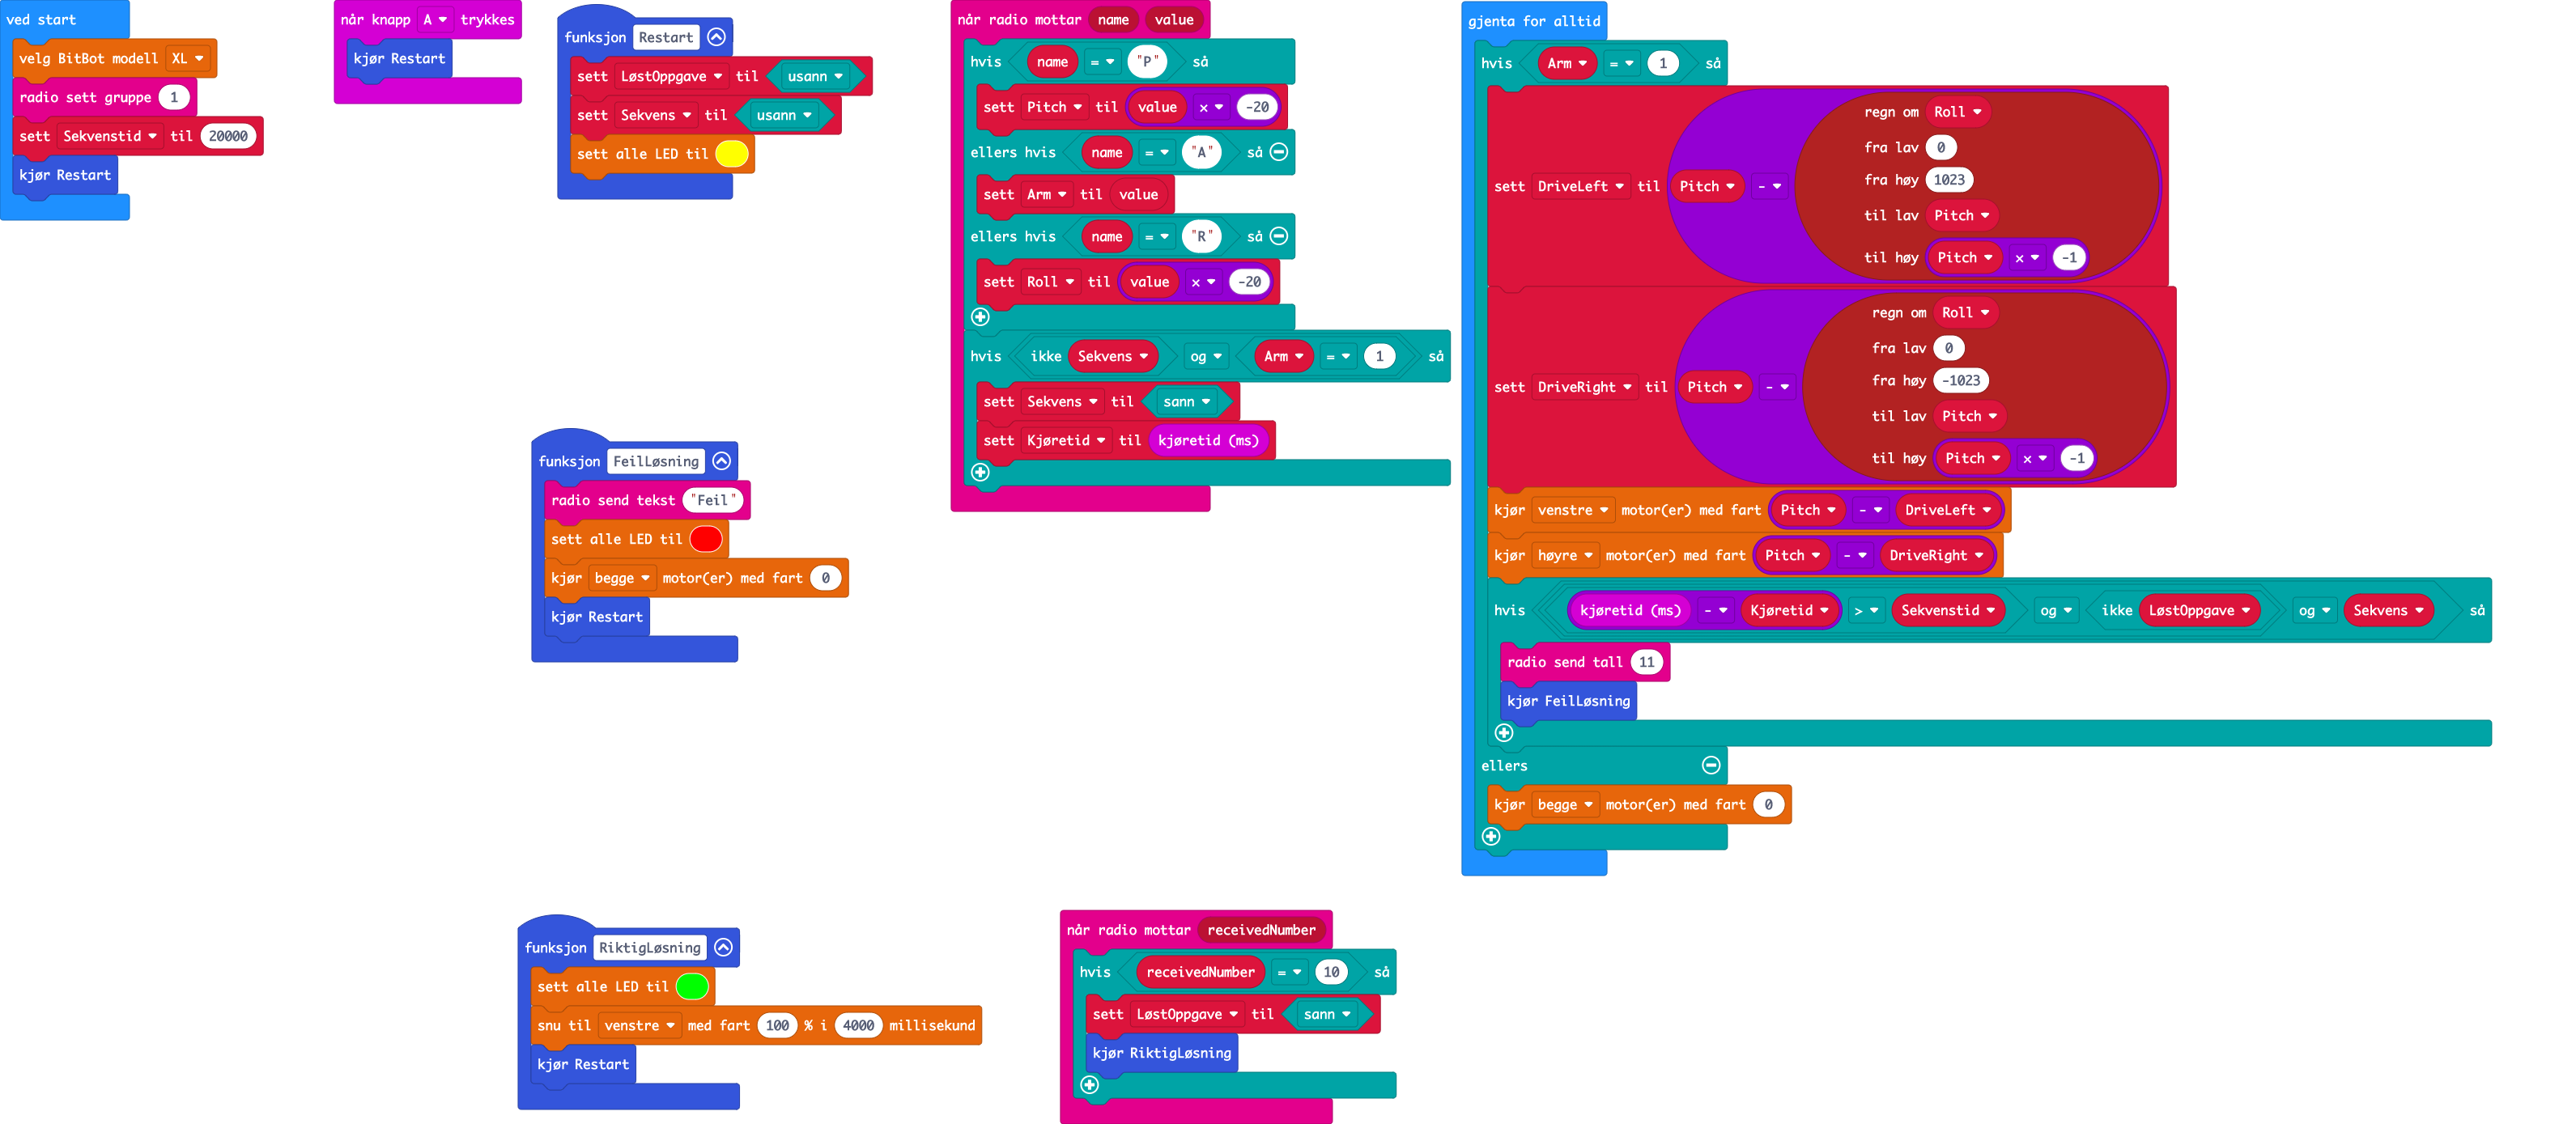 ved start
velg BitBot modell XL
radio sett gruppe 1
sett Sekvenstid til 20000
kjør Restart
når knapp A trykkes
kjør Restart
funksjon Restart
sett LøstOppgave til usann
sett Sekvens til usann
sett alle LED til
funksjon FeilLøsning
radio send tekst "Feil"
sett alle LED til
kjør begge motor(er) med fart 0
kjør Restart
funksjon RiktigLøsning
sett alle LED til
snu til venstre med fart 100 % i 4000 millisekund
kjør Restart
når radio mottar name value
hvis name = "P" så
sett Pitch til value × -20
ellers hvis name = "A" så
sett Arm til value
ellers hvis name = "R" så
sett Roll til value × -20
hvis ikke Sekvens og Arm = 1 så
sett Sekvens til sann
sett Kjøretid til kjøretid (ms)
når radio mottar receivedNumber
hvis receivedNumber = 10 så
sett LøstOppgave til sann
kjør RiktigLøsning
gjenta for alltid
hvis Arm = 1 så
regn om Roll
fra lav 0
fra høy 1023
sett DriveLeft til Pitch -
til lav Pitch
til høy Pitch × -1
regn om Roll
fra lav 0
fra høy -1023
sett DriveRight til Pitch -
til lav Pitch
til høy Pitch × -1
kjør venstre motor(er) med fart Pitch - DriveLeft
kjør høyre motor(er) med fart Pitch - DriveRight
hvis kjøretid (ms) - Kjøretid > Sekvenstid og ikke LøstOppgave og Sekvens så
radio send tall 11
kjør FeilLøsning
ellers
kjør begge motor(er) med fart 0